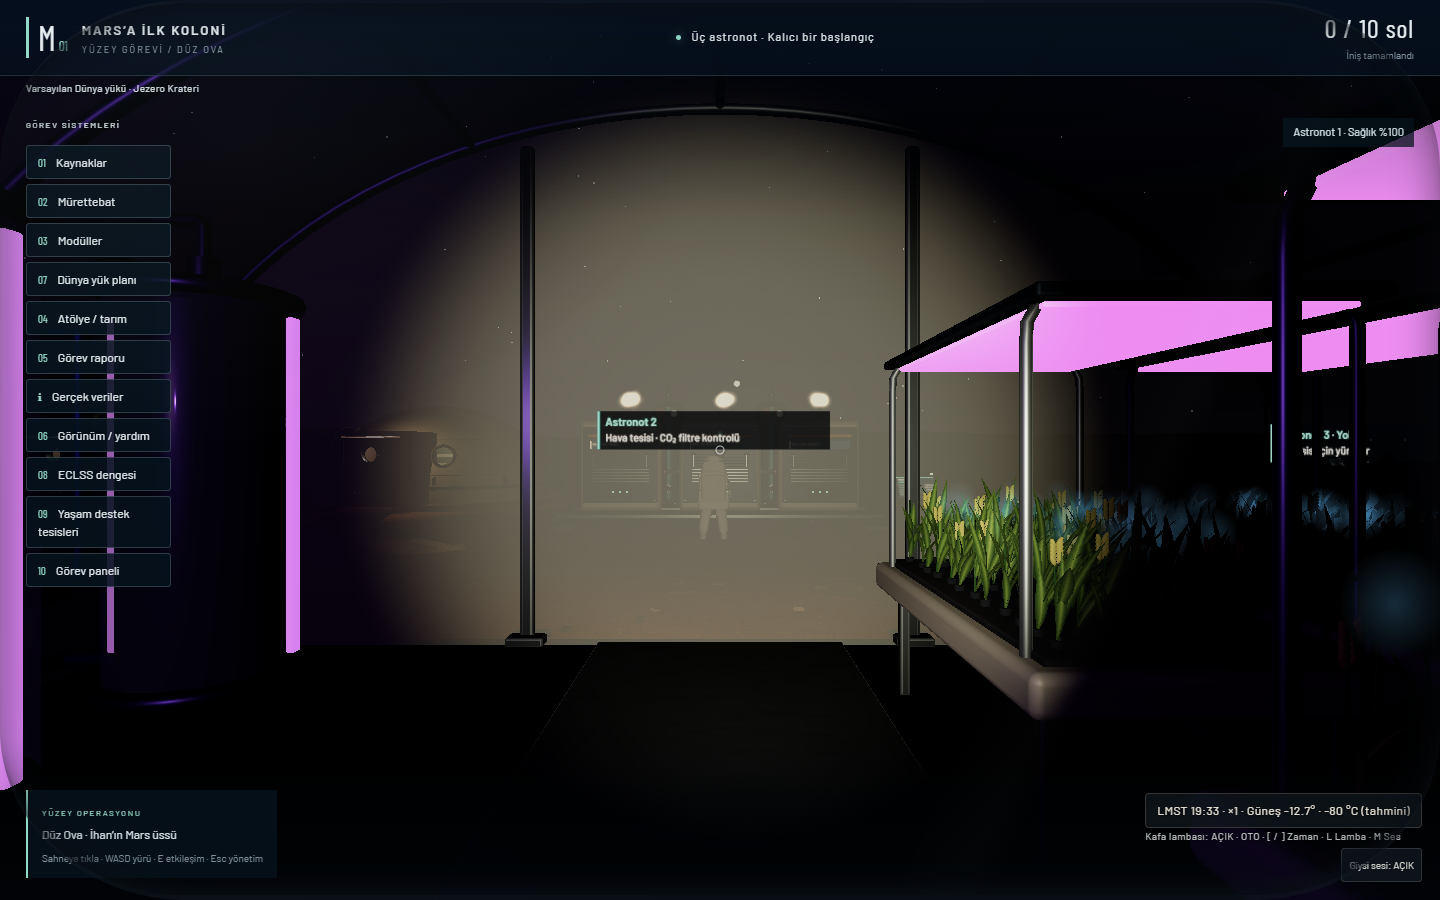 M 01
MARS'A İLK KOLONİ
YÜZEY GÖREVİ / DÜZ OVA
Üç astronot · Kalıcı bir başlangıç
0 / 10 sol
İniş tamamlandı
Varsayılan Dünya yükü · Jezero Krateri
GÖREV SİSTEMLERİ
Astronot 1 · Sağlık %100
01 Kaynaklar
02 Mürettebat
03 Modüller
07 Dünya yük planı
04 Atölye / tarım
05 Görev raporu
i Gerçek veriler
06 Görünüm / yardım
08 ECLSS dengesi
09 Yaşam destek
tesisleri
10 Görev paneli
Astronot 2
Hava tesisi · CO₂ filtre kontrolü
3 · 
için
YÜZEY OPERASYONU
Düz Ova · İhan'ın Mars üssü
Sahneye tıkla · WASD yürü · E etkileşim · Esc yönetim
LMST 19:33 · ×1 · Güneş -12.7° · -80 °C (tahmini)
Kafa lambası: AÇIK · OTO · [ / ] Zaman · L Lamba · M Ses
Giysi sesi: AÇIK